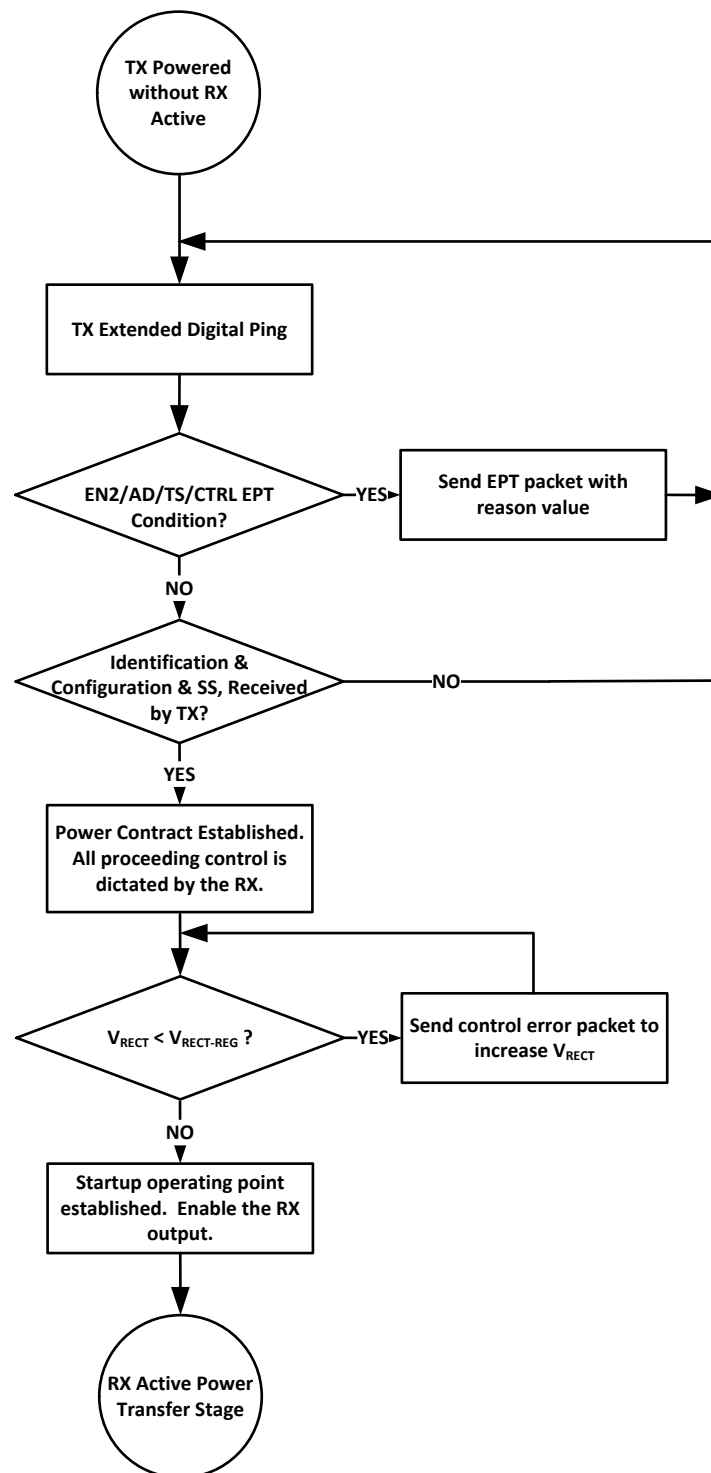 TX Powered
without RX
Active
TX Extended Digital Ping
EN2/AD/TS/CTRL EPT
Condition?
YES
Send EPT packet with
reason value
NO
Identification &
Configuration & SS, Received
by TX?
NO
YES
Power Contract Established.
All proceeding control is
dictated by the RX.
VRECT < VRECT-REG ?
YES
Send control error packet to
increase VRECT
NO
Startup operating point
established. Enable the RX
output.
RX Active Power
Transfer Stage